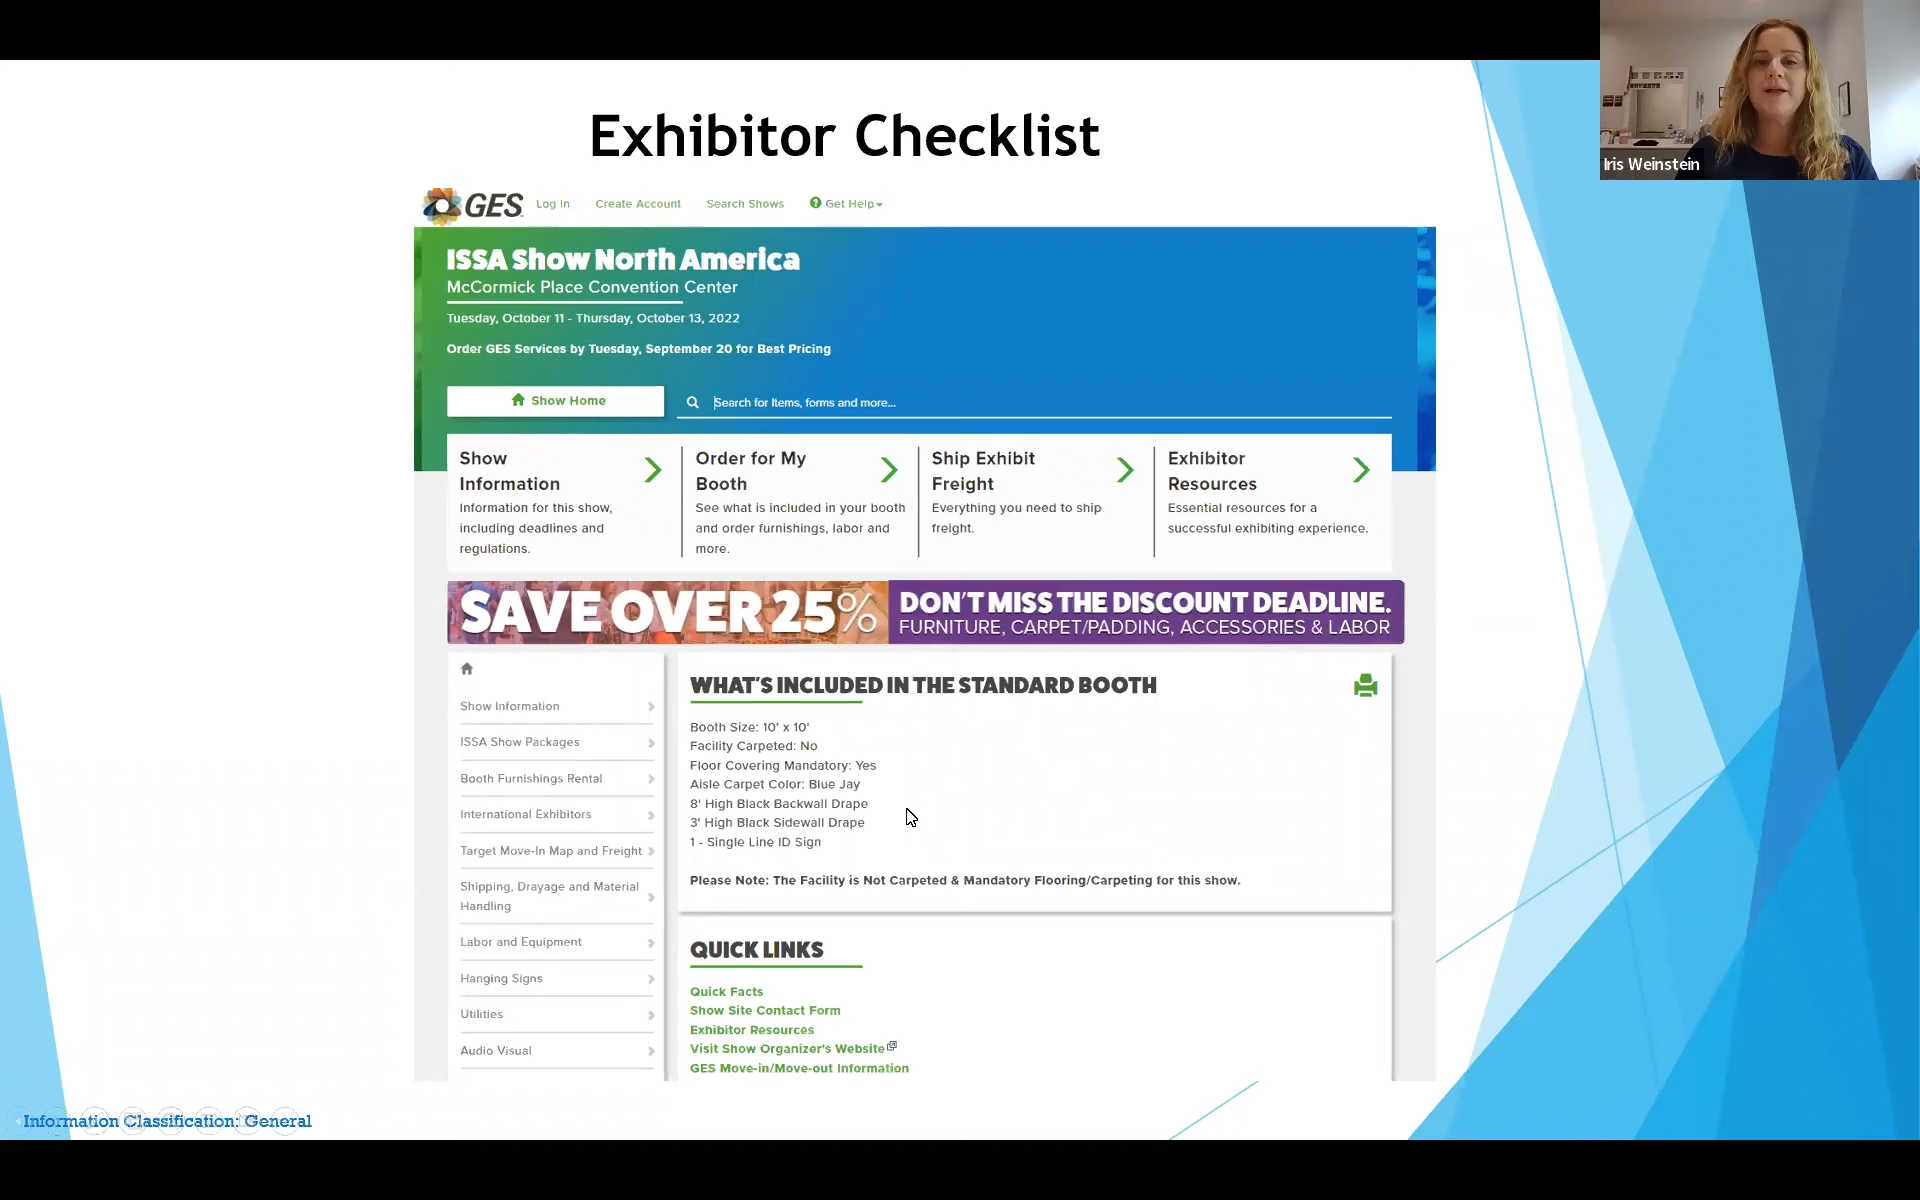 Exhibitor Checklist
Iris Weinstein
GES
Log In
Create Account
Search Shows
Get Help
ISSA Show North America
McCormick Place Convention Center
Tuesday, October 11 - Thursday, October 13, 2022
Order GES Services by Tuesday, September 20 for Best Pricing
Show Home
Search for Items, forms and more...
Show
Information
Information for this show,
including deadlines and
regulations.
Order for My
Booth
See what is included in your booth
and order furnishings, labor and
more.
Ship Exhibit
Freight
Everything you need to ship
freight.
Exhibitor
Resources
Essential resources for a
successful exhibiting experience.
SAVE OVER 25%
DON'T MISS THE DISCOUNT DEADLINE.
FURNITURE, CARPET/PADDING, ACCESSORIES & LABOR
Show Information
ISSA Show Packages
Booth Furnishings Rental
International Exhibitors
Target Move-In Map and Freight
Shipping, Drayage and Material
Handling
Labor and Equipment
Hanging Signs
Utilities
Audio Visual
WHAT'S INCLUDED IN THE STANDARD BOOTH
Booth Size: 10' x 10'
Facility Carpeted: No
Floor Covering Mandatory: Yes
Aisle Carpet Color: Blue Jay
8' High Black Backwall Drape
3' High Black Sidewall Drape
1 - Single Line ID Sign
Please Note: The Facility is Not Carpeted & Mandatory Flooring/Carpeting for this show.
QUICK LINKS
Quick Facts
Show Site Contact Form
Exhibitor Resources
Visit Show Organizer's Website
GES Move-in/Move-out Information
Information Classification: General